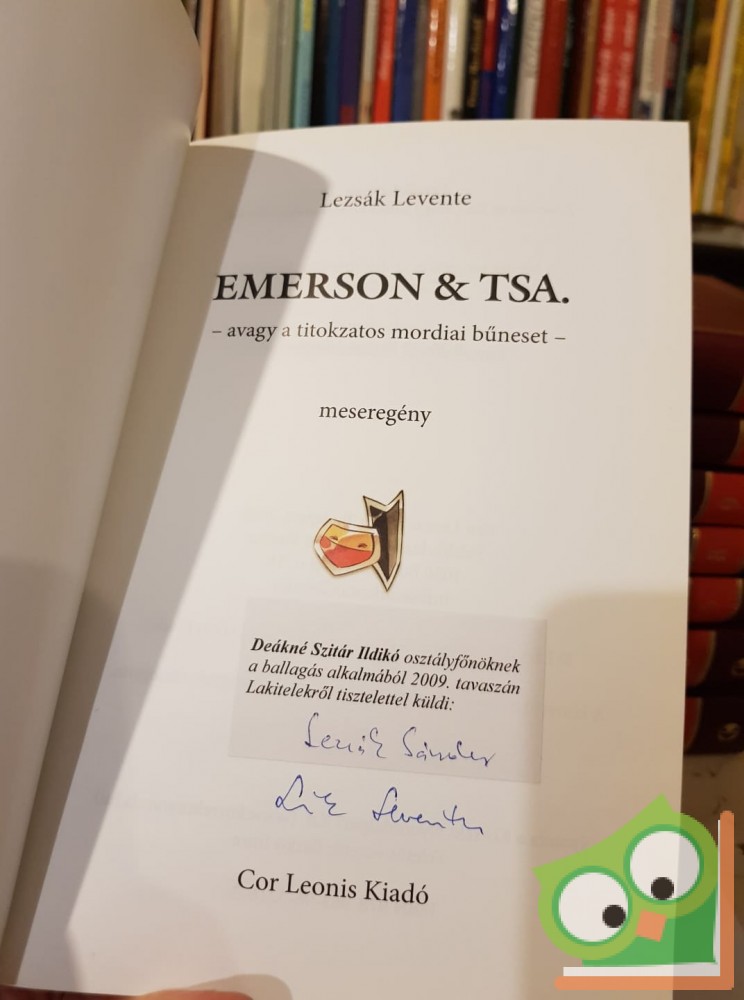 Lezsák Levente
EMERSON & TSA.
– avagy a titokzatos mordiai bűneset –
meseregény
Deákné Szitár Ildikó osztályfőnöknek
a ballagás alkalmából 2009. tavaszán
Lakitelekről tisztelettel küldi:
Lezsák Sándor
Levente
Cor Leonis Kiadó